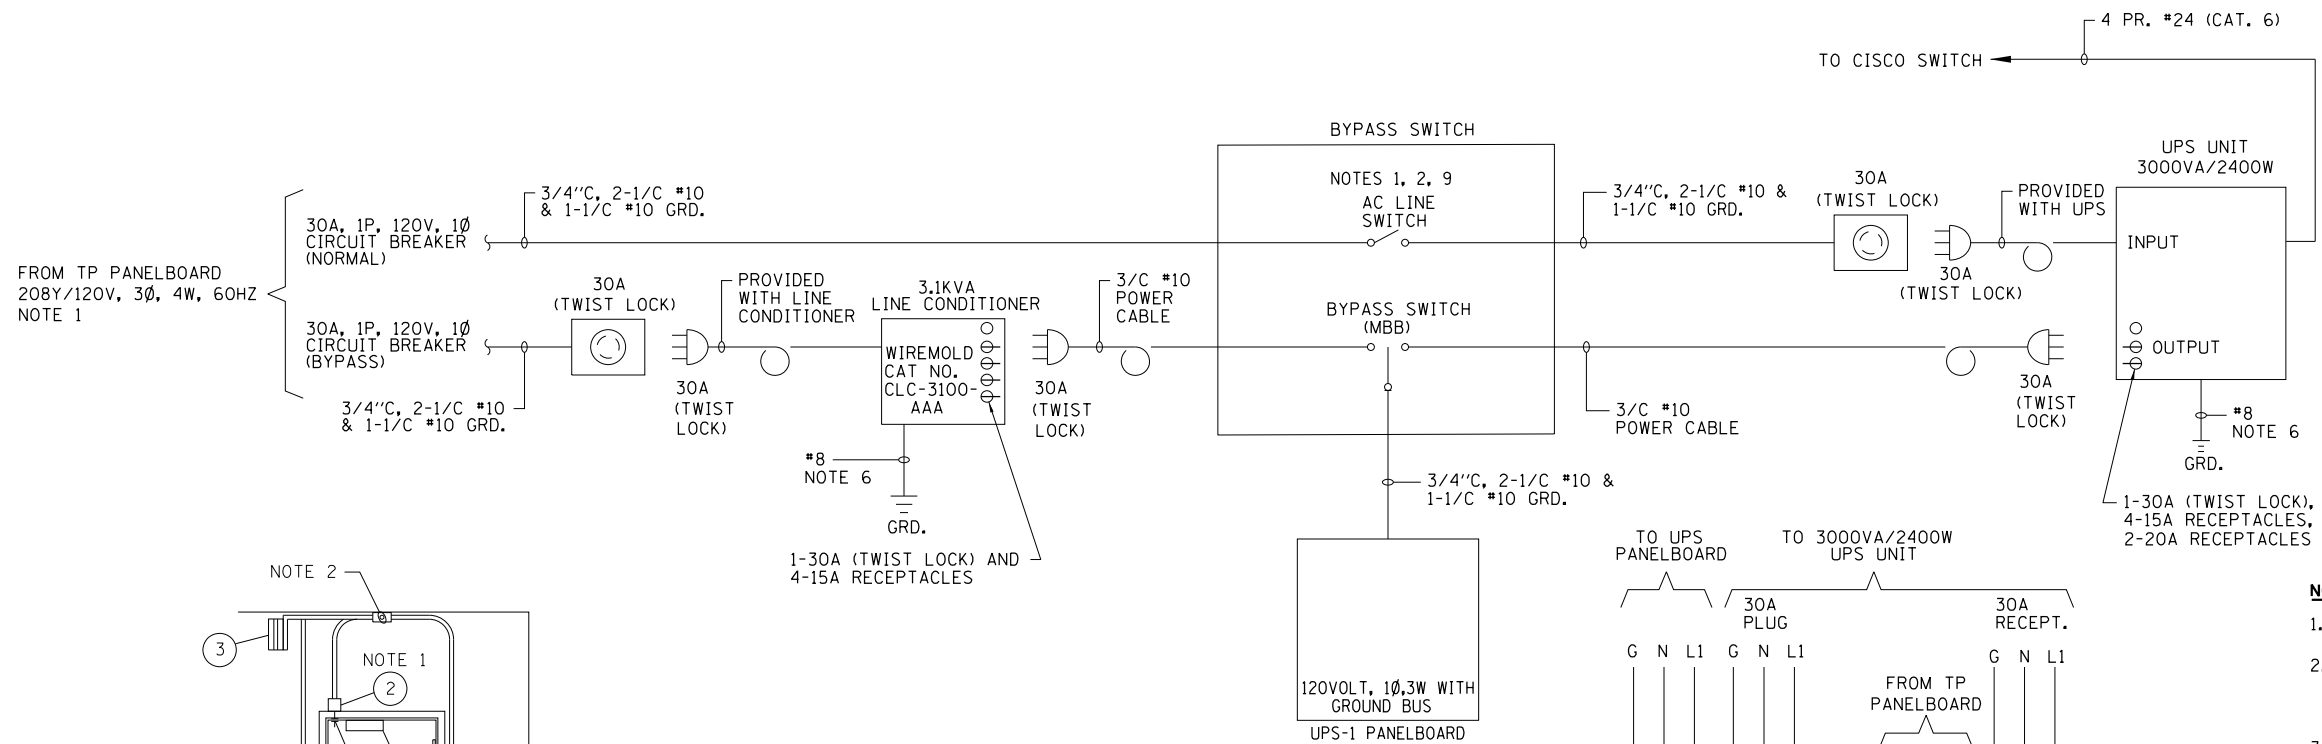 4 PR. #24 (CAT. 6)
TO CISCO SWITCH
BYPASS SWITCH
UPS UNIT
3000VA/2400W
NOTES 1, 2, 9
AC LINE
SWITCH
3/4"C, 2-1/C #10
& 1-1/C #10 GRD.
3/4"C, 2-1/C #10 &
1-1/C #10 GRD.
30A
(TWIST LOCK)
PROVIDED
WITH UPS
30A, 1P, 120V, 1Ø
CIRCUIT BREAKER
(NORMAL)
INPUT
FROM TP PANELBOARD
208Y/120V, 3Ø, 4W, 60HZ
NOTE 1
30A
(TWIST LOCK)
PROVIDED
WITH LINE
CONDITIONER
3.1KVA
LINE CONDITIONER
3/C #10
POWER
CABLE
30A
(TWIST LOCK)
BYPASS SWITCH
(MBB)
30A, 1P, 120V, 1Ø
CIRCUIT BREAKER
(BYPASS)
WIREMOLD
CAT NO.
CLC-3100-
AAA
OUTPUT
30A
(TWIST
LOCK)
30A
(TWIST
LOCK)
30A
(TWIST
LOCK)
3/4"C, 2-1/C #10
& 1-1/C #10 GRD.
3/C #10
POWER CABLE
#8
NOTE 6
GRD.
#8
NOTE 6
GRD.
3/4"C, 2-1/C #10 &
1-1/C #10 GRD.
1-30A (TWIST LOCK),
4-15A RECEPTACLES,
2-20A RECEPTACLES
1-30A (TWIST LOCK) AND
4-15A RECEPTACLES
TO UPS
PANELBOARD
TO 3000VA/2400W
UPS UNIT
NOTE 2
30A
PLUG
30A
RECEPT.
1.
3
NOTE 1
2
G N L1 G N L1
G N L1
2.
FROM TP
PANELBOARD
120VOLT, 1Ø,3W WITH
GROUND BUS
UPS-1 PANELBOARD